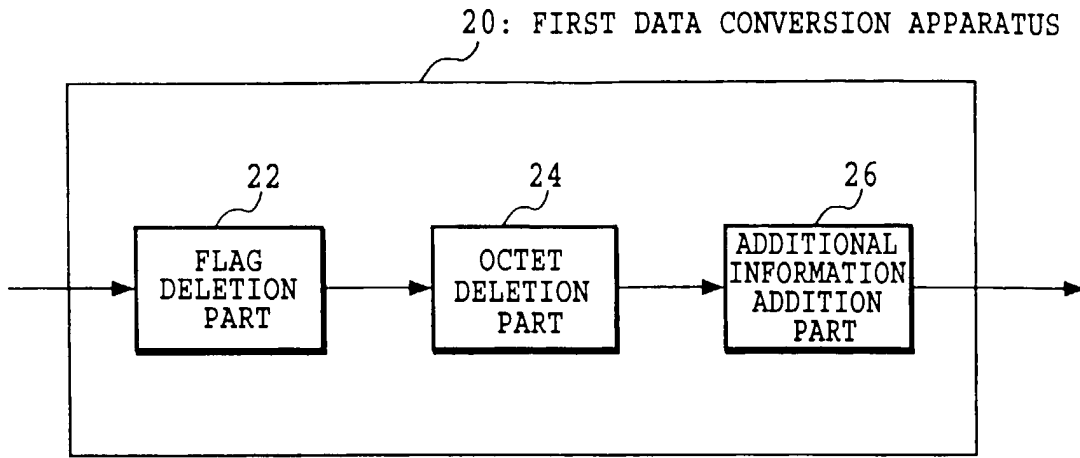 20: FIRST DATA CONVERSION APPARATUS
22
24
26
FLAG
DELETION
PART
OCTET
DELETION
PART
ADDITIONAL
INFORMATION
ADDITION
PART